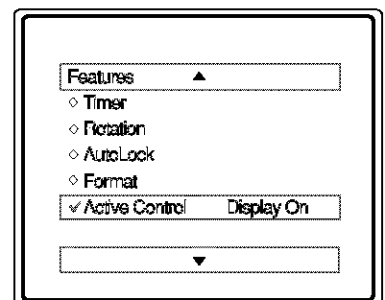 Features ▲
◇ Timer
◇ Rotation
◇ AutoLock
◇ Format
✓ Active Control Display On
▼